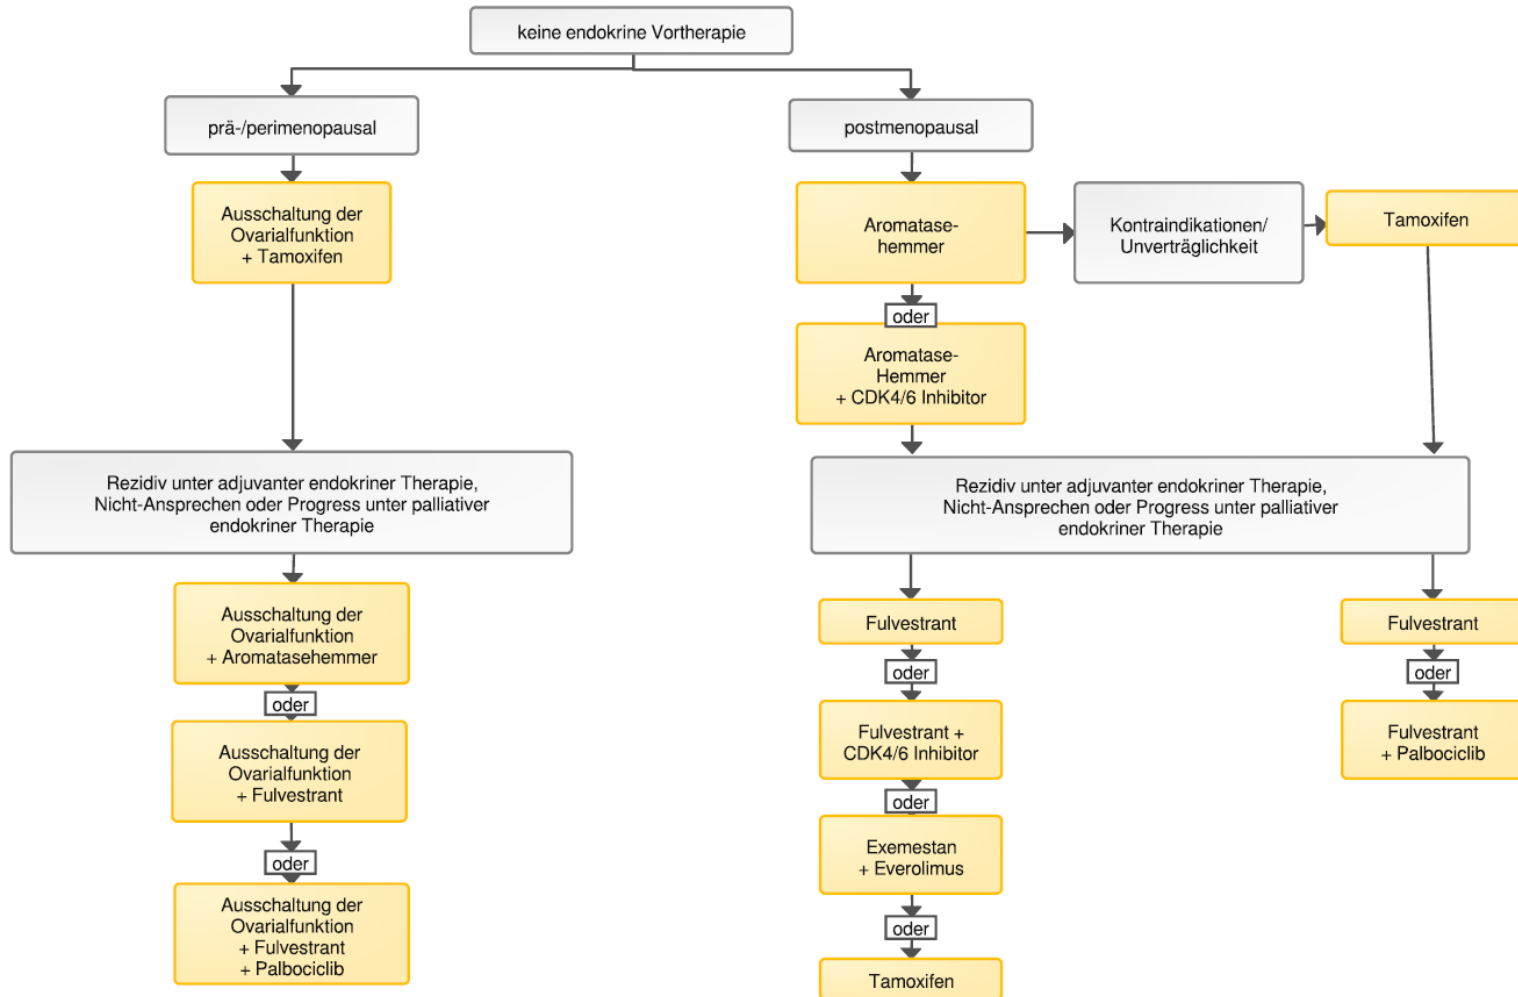 keine endokrine Vortherapie
prä-/perimenopausal
postmenopausal
Ausschaltung der
Ovarialfunktion
+ Tamoxifen
Aromatase-
hemmer
Kontraindikationen/
Unverträglichkeit
Tamoxifen
oder
Aromatase-
Hemmer
+ CDK4/6 Inhibitor
Rezidiv unter adjuvanter endokriner Therapie,
Nicht-Ansprechen oder Progress unter palliativer
endokriner Therapie
Rezidiv unter adjuvanter endokriner Therapie,
Nicht-Ansprechen oder Progress unter palliativer
endokriner Therapie
Ausschaltung der
Ovarialfunktion
+ Aromatasehemmer
oder
Ausschaltung der
Ovarialfunktion
+ Fulvestrant
oder
Ausschaltung der
Ovarialfunktion
+ Fulvestrant
+ Palbociclib
Fulvestrant
oder
Fulvestrant +
CDK4/6 Inhibitor
oder
Exemestan
+ Everolimus
oder
Tamoxifen
Fulvestrant
oder
Fulvestrant
+ Palbociclib